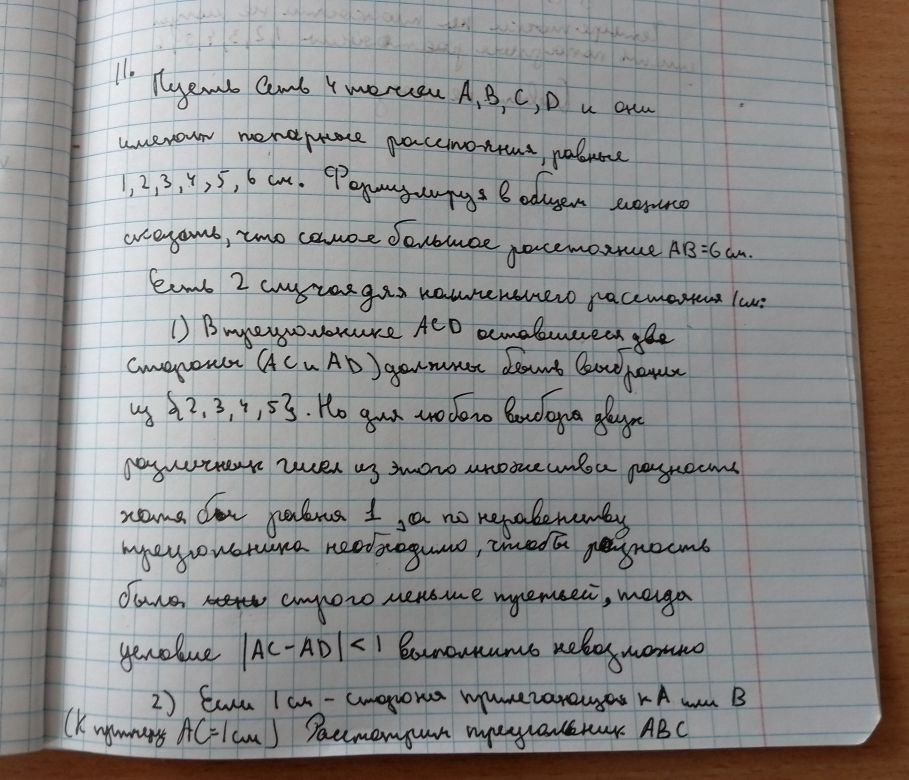 11. Пусть есть 4 точки A, B, C, D и они
имеют попарные расстояния, равные
1, 2, 3, 4, 5, 6 см. Формулируя в общем можно
сказать, что самое большое расстояние AB=6 см.
Есть 2 случая для наименьшего расстояния 1 см:
1) В треугольнике ACD оставшиеся две
стороны (AC и AD) должны быть выбраны
из {2, 3, 4, 5}. Но для любого выбора двух
различных чисел из этого множества разность
хотя бы равна 1, а по неравенству
треугольника необходимо, чтобы разность
была строго меньше третьей, тогда
условие |AC-AD|<1 выполнить невозможно
2) Если 1 см - сторона прилегающая к A или B
(К примеру AC=1см) Рассмотрим треугольник ABC